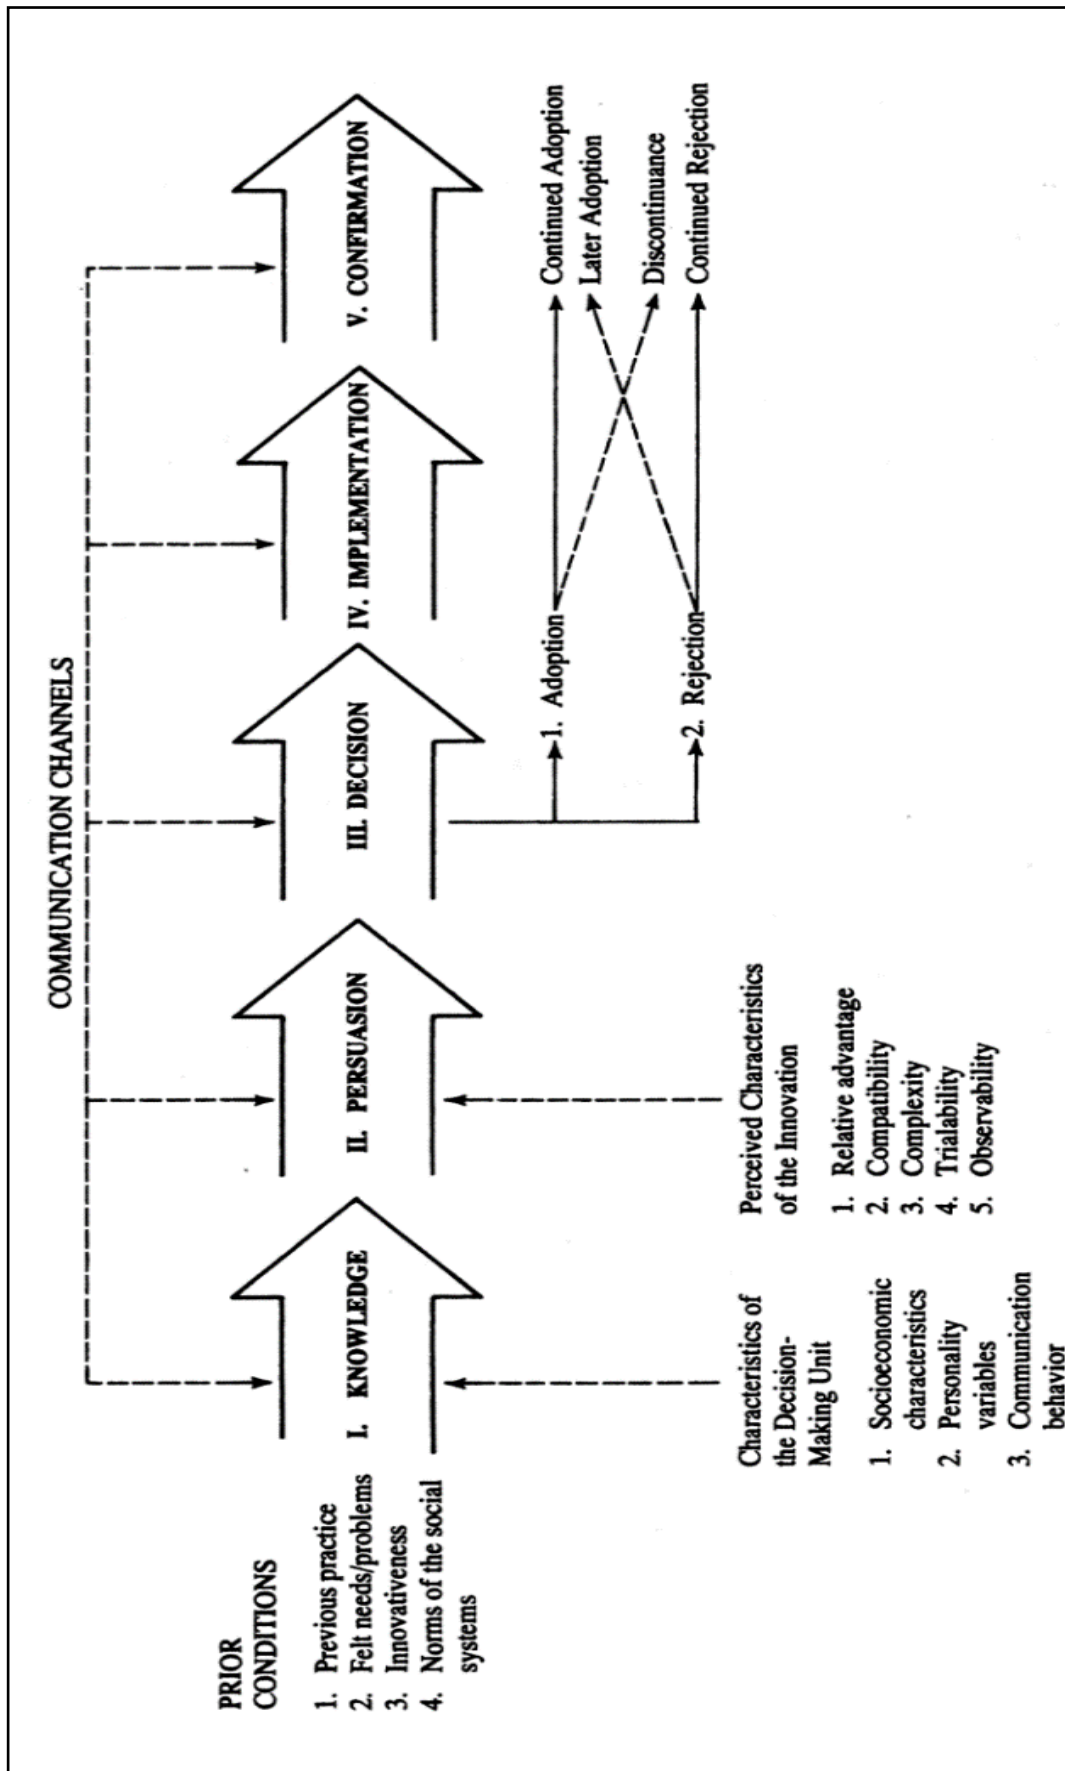 COMMUNICATION CHANNELS
PRIOR
CONDITIONS
1. Previous practice
2. Felt needs/problems
3. Innovativeness
4. Norms of the social
systems
I. KNOWLEDGE
II. PERSUASION
III. DECISION
IV. IMPLEMENTATION
V. CONFIRMATION
Characteristics of
the Decision-
Making Unit
1. Socioeconomic
characteristics
2. Personality
variables
3. Communication
behavior
Perceived Characteristics
of the Innovation
1. Relative advantage
2. Compatibility
3. Complexity
4. Trialability
5. Observability
1. Adoption
2. Rejection
Continued Adoption
Later Adoption
Discontinuance
Continued Rejection